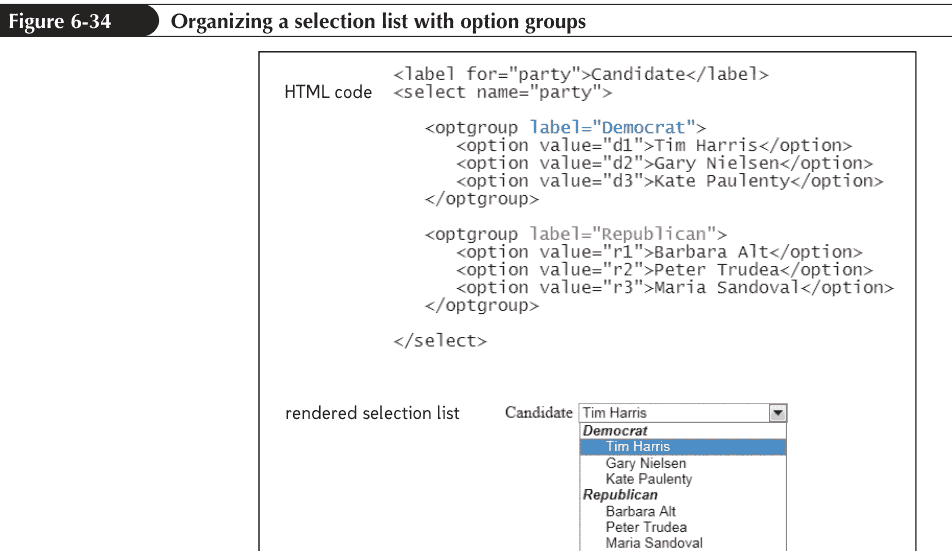 Figure 6-34 Organizing a selection list with option groups
<label for="party">Candidate</label>
HTML code <select name="party">
<optgroup label="Democrat">
<option value="d1">Tim Harris</option>
<option value="d2">Gary Nielsen</option>
<option value="d3">Kate Paulenty</option>
</optgroup>
<optgroup label="Republican">
<option value="r1">Barbara Alt</option>
<option value="r2">Peter Trudea</option>
<option value="r3">Maria Sandoval</option>
</optgroup>
</select>
rendered selection list Candidate Tim Harris
Democrat
Tim Harris
Gary Nielsen
Kate Paulenty
Republican
Barbara Alt
Peter Trudea
Maria Sandoval